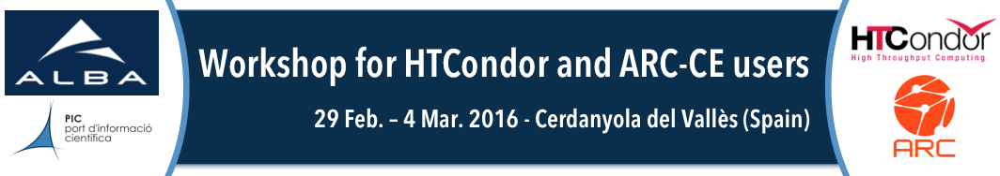 ALBA
PIC
port d'informació
científica
Workshop for HTCondor and ARC-CE users
29 Feb. – 4 Mar. 2016 - Cerdanyola del Vallès (Spain)
HTCondor
High Throughput Computing
ARC